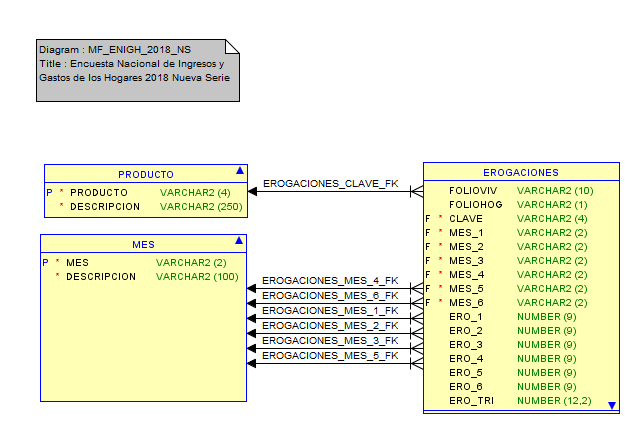 Diagram : MF_ENIGH_2018_NS
Title : Encuesta Nacional de Ingresos y
Gastos de los Hogares 2018 Nueva Serie
PRODUCTO
P * PRODUCTO VARCHAR2 (4)
* DESCRIPCION VARCHAR2 (250)
MES
P * MES VARCHAR2 (2)
* DESCRIPCION VARCHAR2 (100)
EROGACIONES_CLAVE_FK
EROGACIONES_MES_4_FK
EROGACIONES_MES_6_FK
EROGACIONES_MES_1_FK
EROGACIONES_MES_2_FK
EROGACIONES_MES_3_FK
EROGACIONES_MES_5_FK
EROGACIONES
FOLIOVIV VARCHAR2 (10)
FOLIOHOG VARCHAR2 (1)
F * CLAVE VARCHAR2 (4)
F * MES_1 VARCHAR2 (2)
F * MES_2 VARCHAR2 (2)
F * MES_3 VARCHAR2 (2)
F * MES_4 VARCHAR2 (2)
F * MES_5 VARCHAR2 (2)
F * MES_6 VARCHAR2 (2)
ERO_1 NUMBER (9)
ERO_2 NUMBER (9)
ERO_3 NUMBER (9)
ERO_4 NUMBER (9)
ERO_5 NUMBER (9)
ERO_6 NUMBER (9)
ERO_TRI NUMBER (12,2)